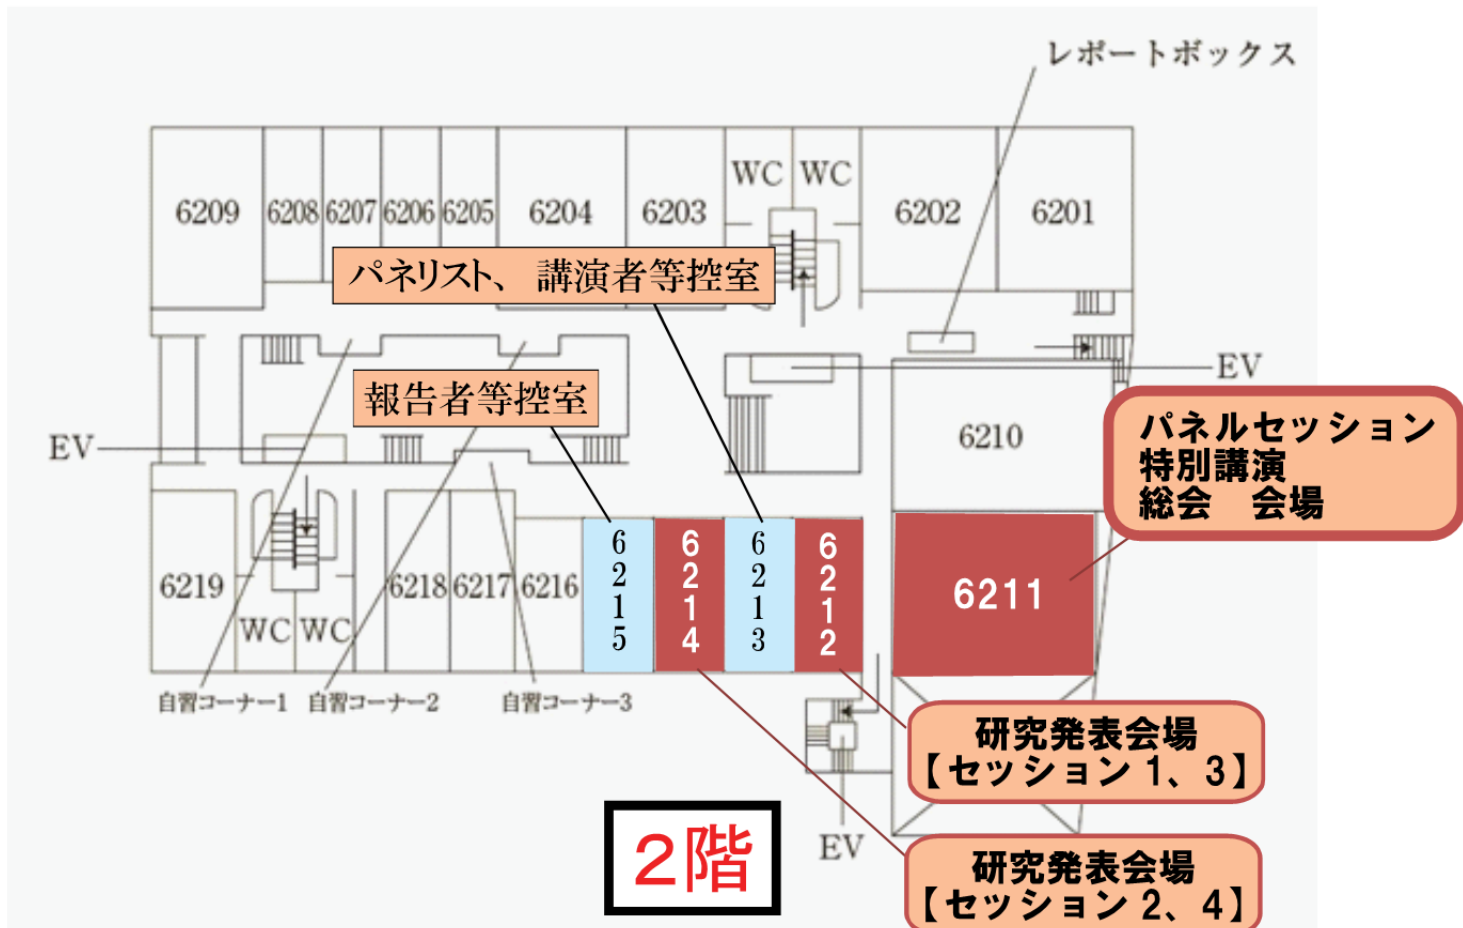 レポートボックス
WC WC
6209 6208 6207 6206 6205 6204 6203 6202 6201
パネリスト、 講演者等控室
EV
報告者等控室
EV
6210
パネルセッション
特別講演
総会　会場
6219
WC WC
6218 6217 6216
6215
6214
6213
6212
6211
自習コーナー1 自習コーナー2 自習コーナー3
研究発表会場
【セッション1、3】
EV
2階
研究発表会場
【セッション2、4】